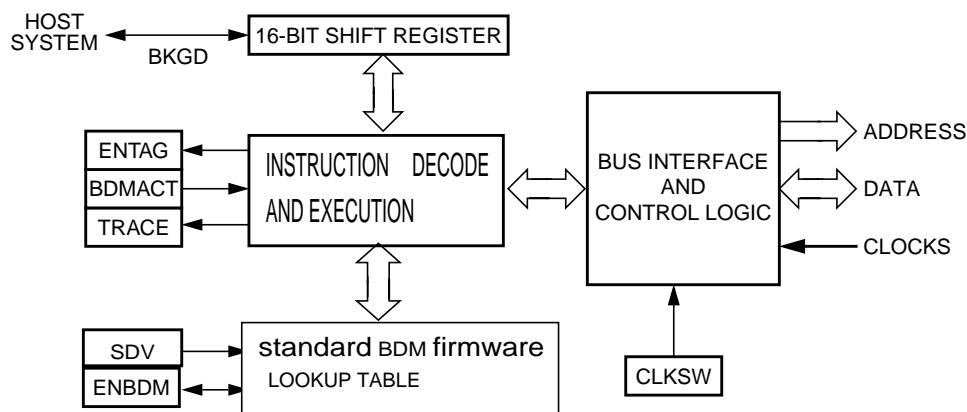 HOST
SYSTEM
BKGD
16-BIT SHIFT REGISTER
ENTAG
BDMACT
TRACE
INSTRUCTION DECODE
AND EXECUTION
BUS INTERFACE
AND
CONTROL LOGIC
ADDRESS
DATA
CLOCKS
SDV
ENBDM
standard BDM firmware
LOOKUP TABLE
CLKSW